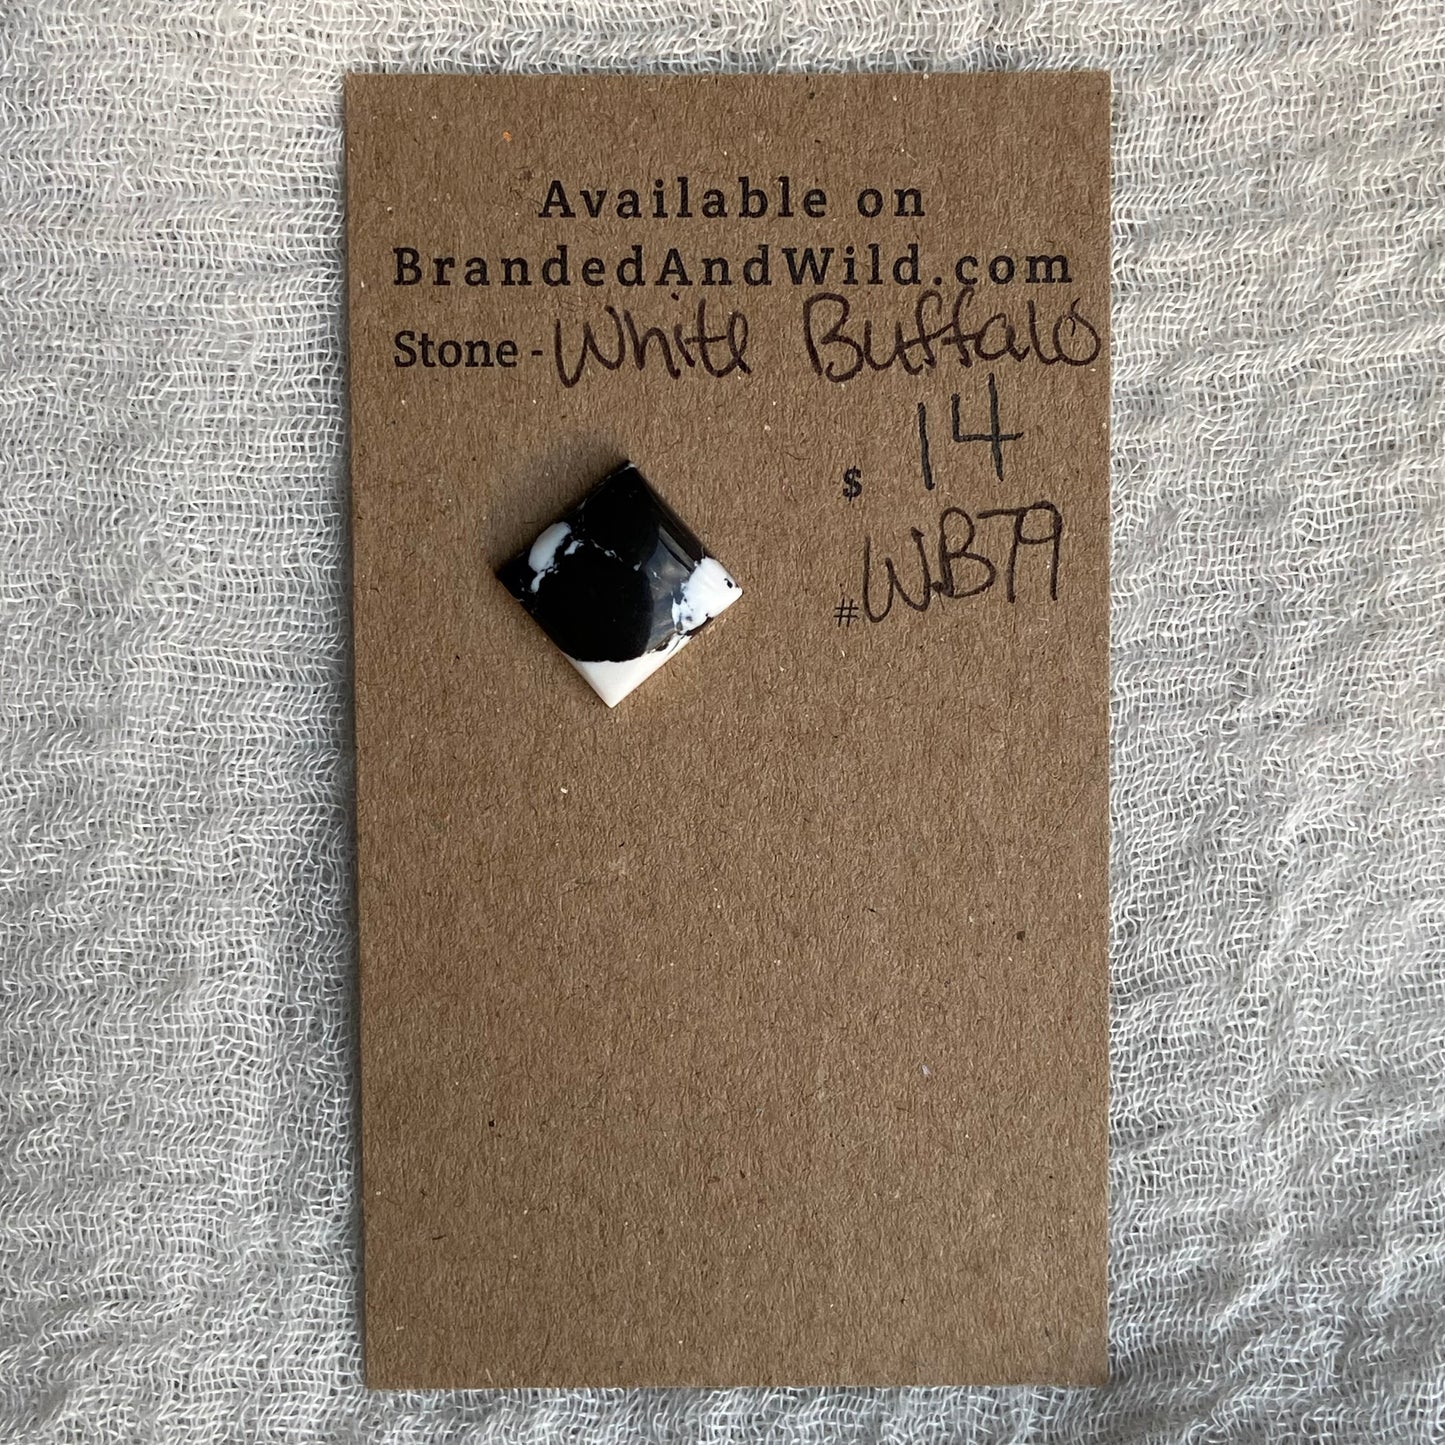 Available on
BrandedAndWild.com
Stone - White Buffalo
$ 14
# WB79